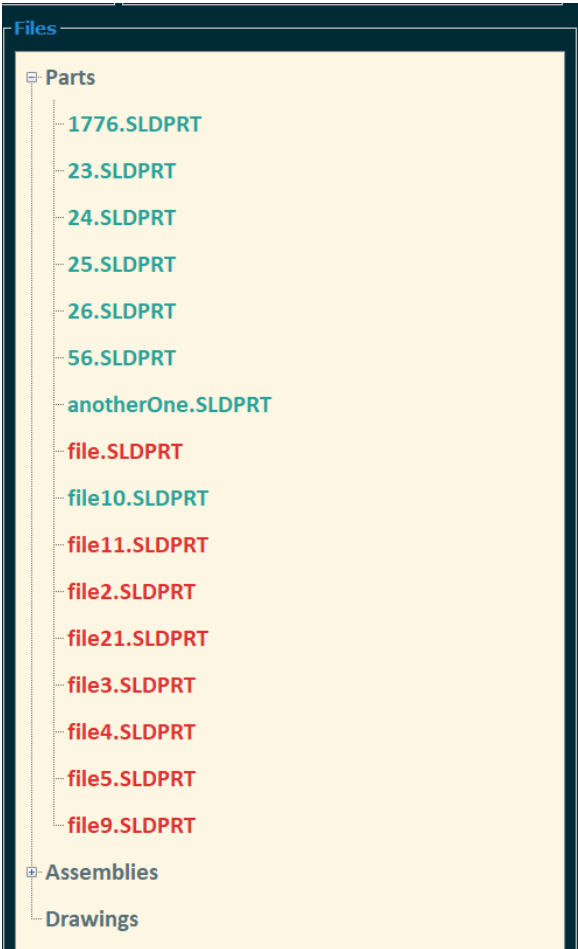 Files
Parts
1776.SLDPRT
23.SLDPRT
24.SLDPRT
25.SLDPRT
26.SLDPRT
56.SLDPRT
anotherOne.SLDPRT
file.SLDPRT
file10.SLDPRT
file11.SLDPRT
file2.SLDPRT
file21.SLDPRT
file3.SLDPRT
file4.SLDPRT
file5.SLDPRT
file9.SLDPRT
Assemblies
Drawings